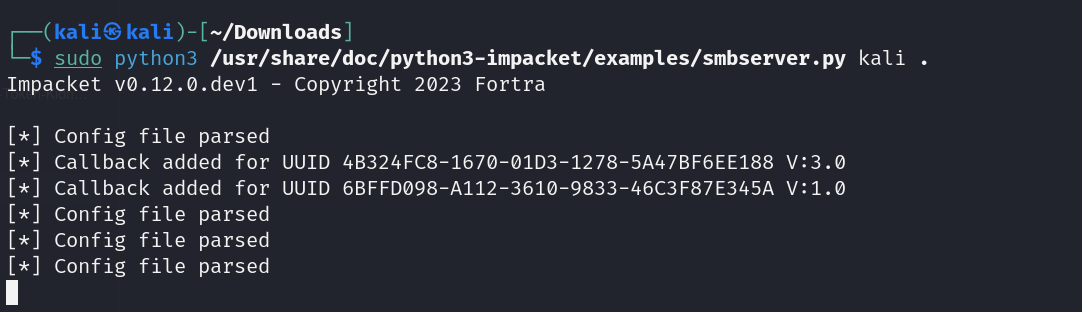 ┌──(kali㉿kali)-[~/Downloads]
└─$ sudo python3 /usr/share/doc/python3-impacket/examples/smbserver.py kali .
Impacket v0.12.0.dev1 - Copyright 2023 Fortra
[*] Config file parsed
[*] Callback added for UUID 4B324FC8-1670-01D3-1278-5A47BF6EE188 V:3.0
[*] Callback added for UUID 6BFFD098-A112-3610-9833-46C3F87E345A V:1.0
[*] Config file parsed
[*] Config file parsed
[*] Config file parsed